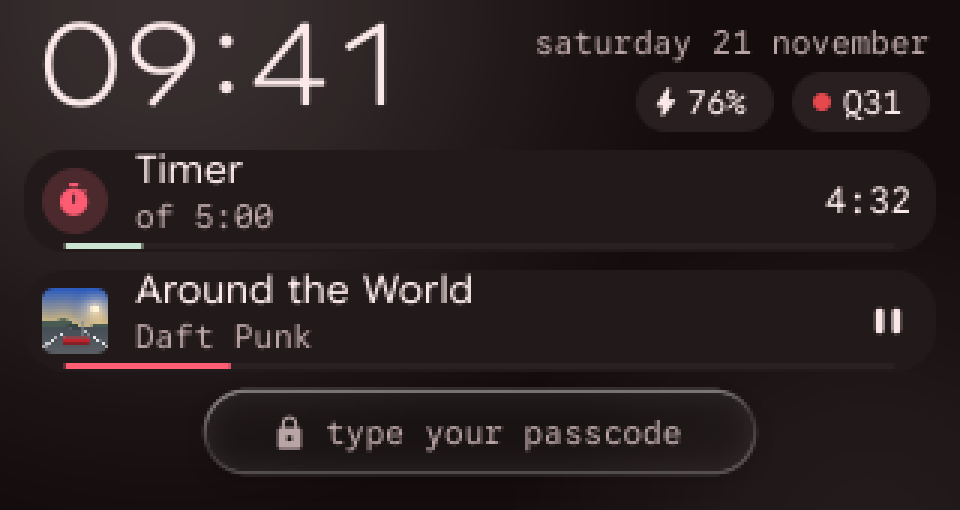 09:41
saturday 21 november
76%
Q31
Timer
of 5:00
4:32
Around the World
Daft Punk
type your passcode